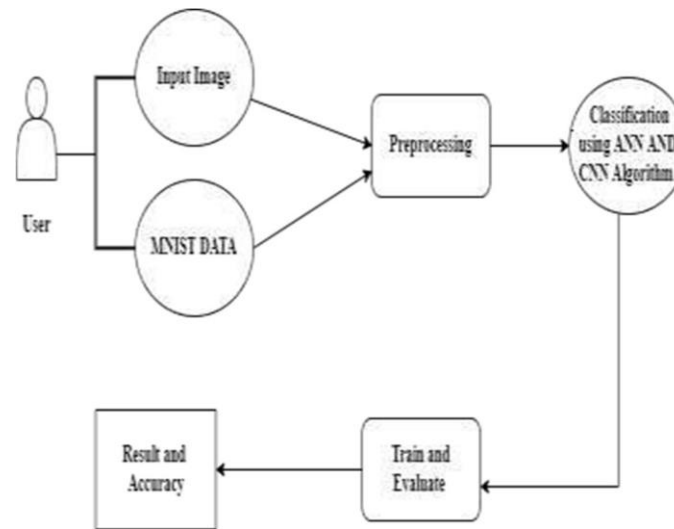 Input Image
User
MNIST DATA
Preprocessing
Classification
using ANN AND
CNN Algorithm
Train and
Evaluate
Result and
Accuracy